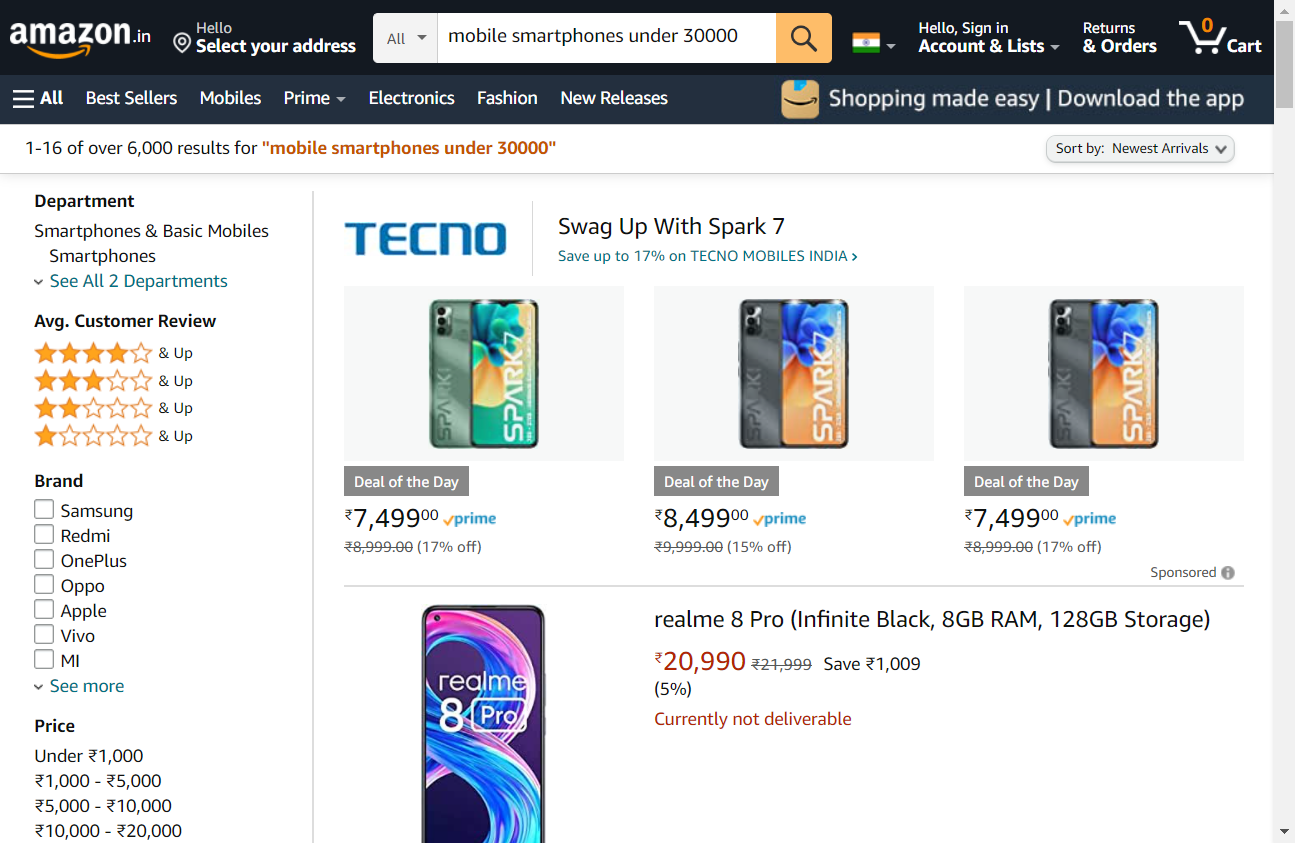 amazon.in
Hello
Select your address
All
mobile smartphones under 30000
Hello, Sign in
Account & Lists
Returns
& Orders
0
Cart
All
Best Sellers
Mobiles
Prime
Electronics
Fashion
New Releases
Shopping made easy | Download the app
1-16 of over 6,000 results for "mobile smartphones under 30000"
Sort by: Newest Arrivals
Department
Smartphones & Basic Mobiles
Smartphones
See All 2 Departments
Avg. Customer Review
& Up
& Up
& Up
& Up
Brand
Samsung
Redmi
OnePlus
Oppo
Apple
Vivo
MI
See more
Price
Under ₹1,000
₹1,000 - ₹5,000
₹5,000 - ₹10,000
₹10,000 - ₹20,000
TECNO
Swag Up With Spark 7
Save up to 17% on TECNO MOBILES INDIA ›
SPARK 7
SPARK 7
SPARK 7
Deal of the Day
₹7,49900 prime
₹8,999.00 (17% off)
Deal of the Day
₹8,49900 prime
₹9,999.00 (15% off)
Deal of the Day
₹7,49900 prime
₹8,999.00 (17% off)
Sponsored
realme
8 Pro
realme 8 Pro (Infinite Black, 8GB RAM, 128GB Storage)
₹20,990 ₹21,999 Save ₹1,009
(5%)
Currently not deliverable